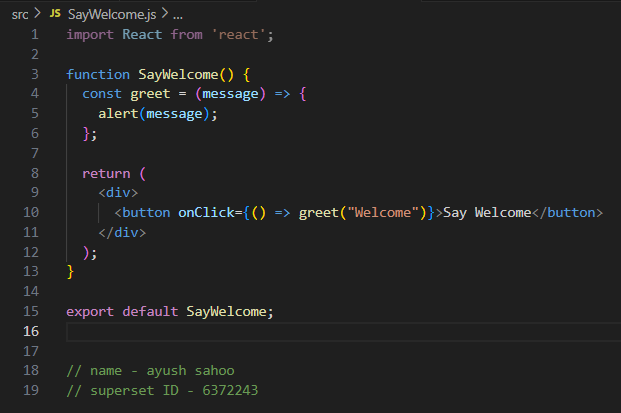 src > JS SayWelcome.js > ...
1 import React from 'react';
2
3 function SayWelcome() {
4   const greet = (message) => {
5     alert(message);
6   };
7
8   return (
9     <div>
10       <button onClick={() => greet("Welcome")}>Say Welcome</button>
11     </div>
12   );
13 }
14
15 export default SayWelcome;
16
17
18 // name - ayush sahoo
19 // superset ID - 6372243